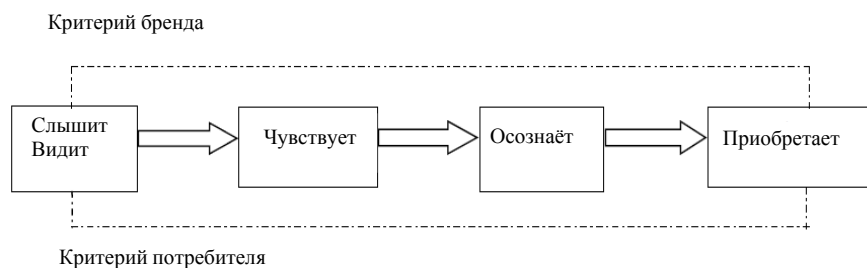 Критерий бренда
Слышит
Видит
Чувствует
Осознаёт
Приобретает
Критерий потребителя